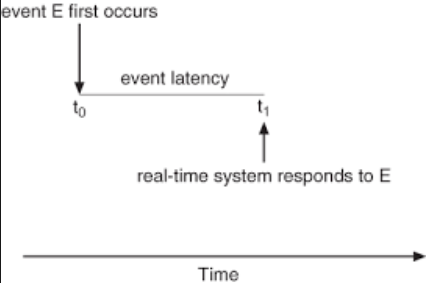 event E first occurs
event latency
t₀
t₁
real-time system responds to E
Time